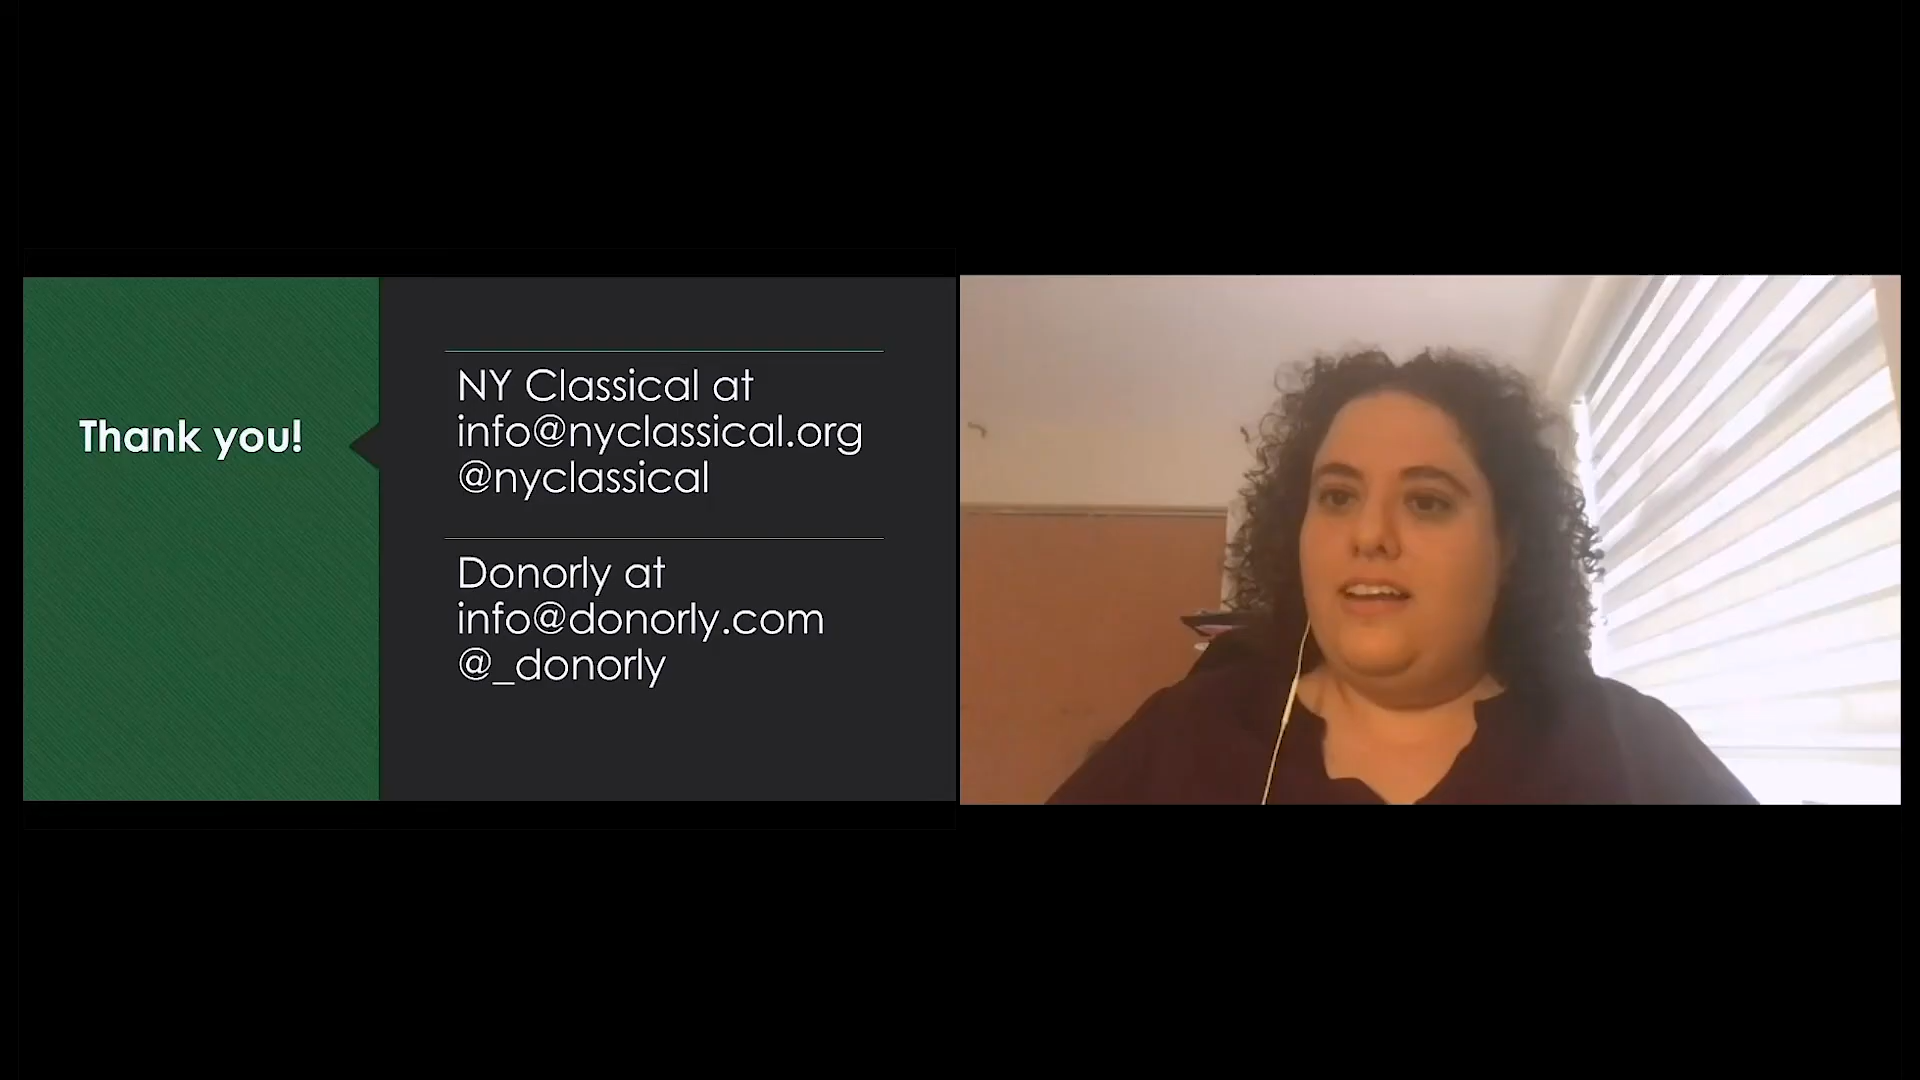 Thank you!
NY Classical at
info@nyclassical.org
@nyclassical
Donorly at
info@donorly.com
@_donorly